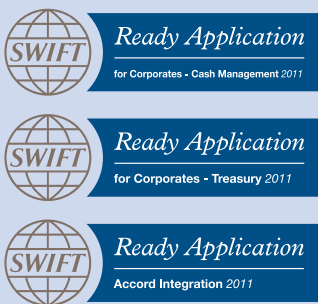 SWIFT
Ready Application
for Corporates - Cash Management 2011
SWIFT
Ready Application
for Corporates - Treasury 2011
SWIFT
Ready Application
Accord Integration 2011